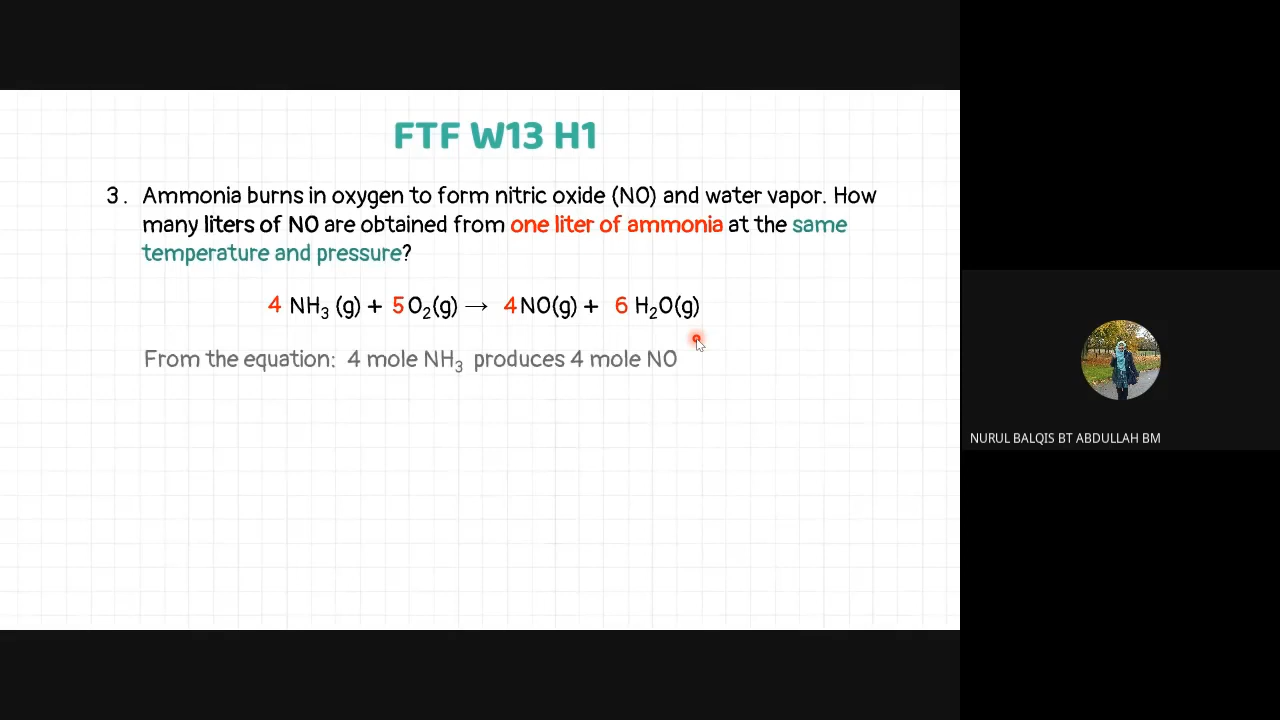 FTF W13 H1
3. Ammonia burns in oxygen to form nitric oxide (NO) and water vapor. How
many liters of NO are obtained from one liter of ammonia at the same
temperature and pressure?
4 NH₃ (g) + 5 O₂(g) → 4 NO(g) + 6 H₂O(g)
From the equation: 4 mole NH₃ produces 4 mole NO
NURUL BALQIS BT ABDULLAH BM